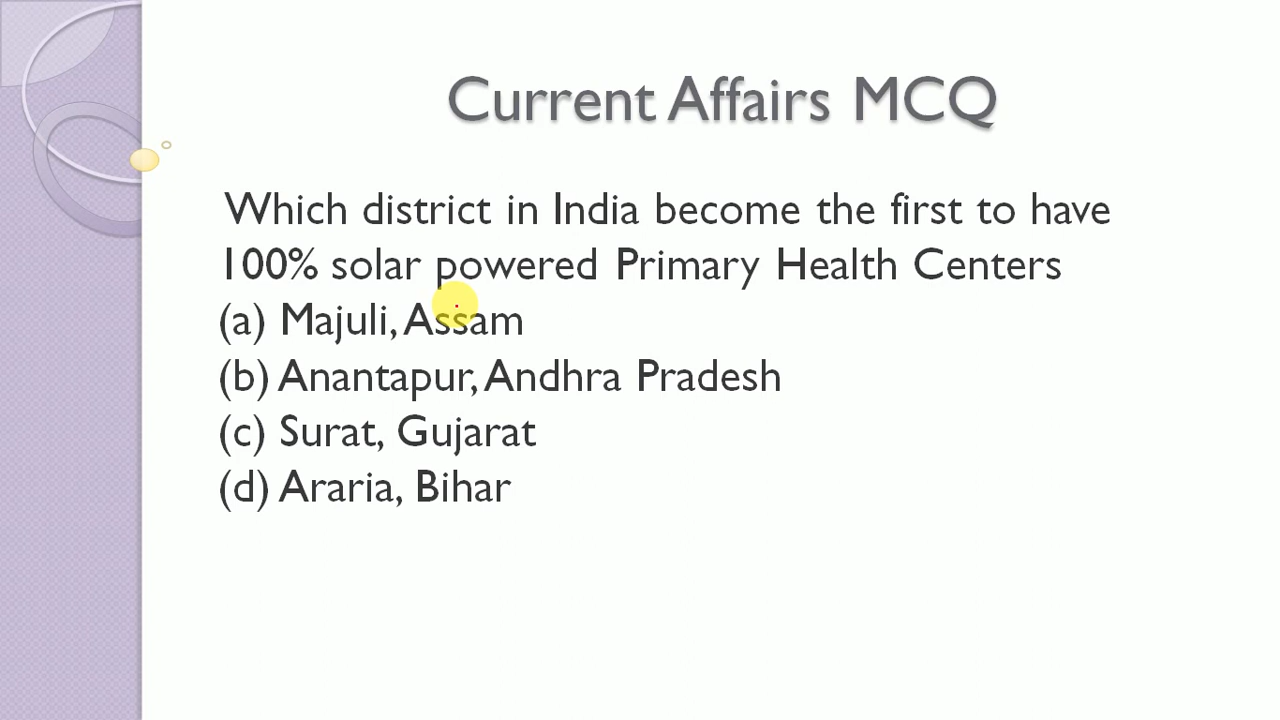 Current Affairs MCQ
Which district in India become the first to have
100% solar powered Primary Health Centers
(a) Majuli, Assam
(b) Anantapur, Andhra Pradesh
(c) Surat, Gujarat
(d) Araria, Bihar